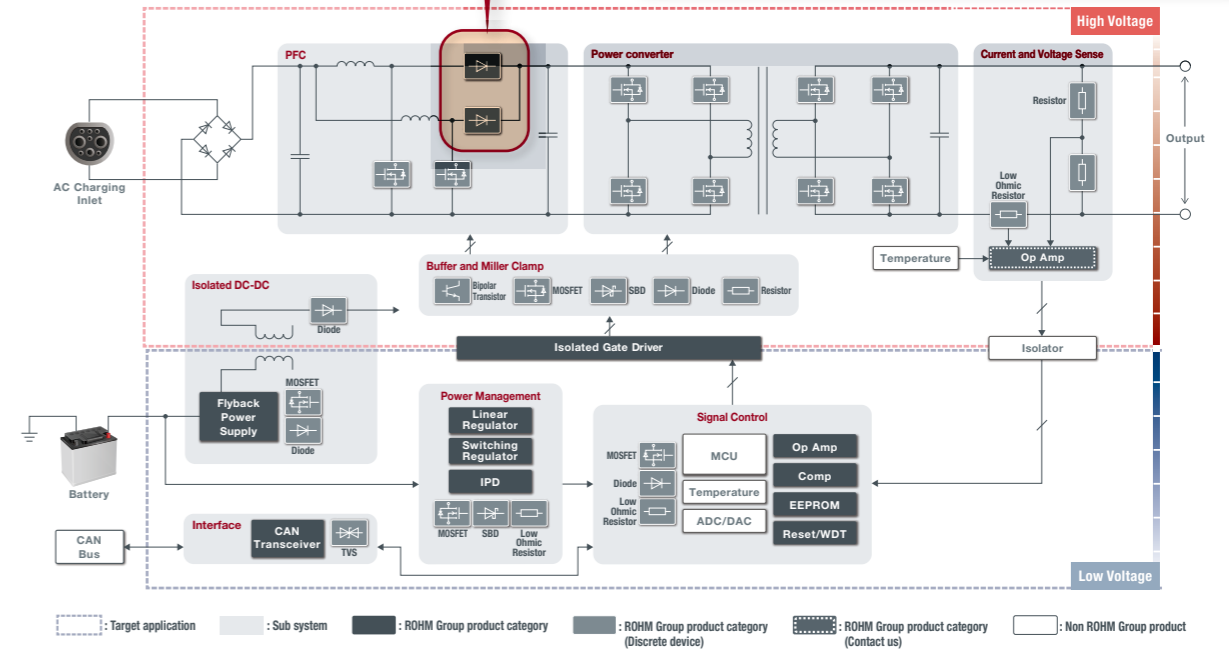 High Voltage
PFC
Power converter
Current and Voltage Sense
Resistor
Output
AC Charging
Inlet
Low
Ohmic
Resistor
Temperature
Op Amp
Buffer and Miller Clamp
Bipolar
Transistor
MOSFET
SBD
Diode
Resistor
Isolated DC-DC
Diode
Isolated Gate Driver
Isolator
MOSFET
Flyback
Power
Supply
Diode
Power Management
Linear
Regulator
Switching
Regulator
IPD
MOSFET
SBD
Low
Ohmic
Resistor
Signal Control
MOSFET
Diode
Low
Ohmic
Resistor
MCU
Temperature
ADC/DAC
Op Amp
Comp
EEPROM
Reset/WDT
Battery
Interface
CAN
Transceiver
TVS
CAN
Bus
Low Voltage
: Target application
: Sub system
: ROHM Group product category
: ROHM Group product category
(Discrete device)
: ROHM Group product category
(Contact us)
: Non ROHM Group product